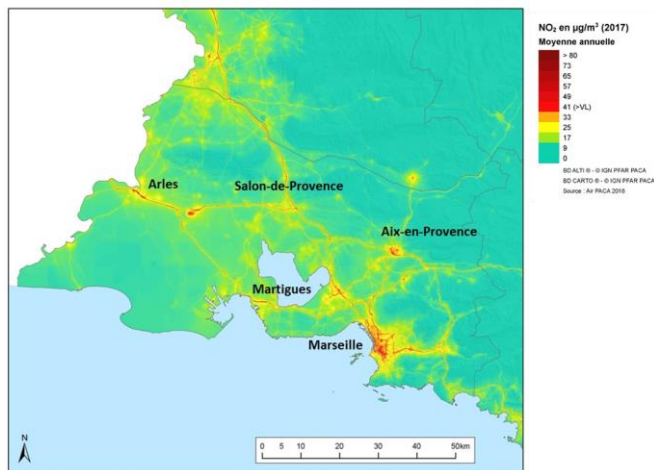 NO₂ en µg/m³ (2017)
Moyenne annuelle
> 80
73
65
57
49
41 (>VL)
33
25
17
9
0
BD ALTI ® - © IGN PFAR PACA
BD CARTO ® - © IGN PFAR PACA
Source : Air PACA 2018
Arles
Salon-de-Provence
Aix-en-Provence
Martigues
Marseille
N
0 5 10 20 30 40 50km